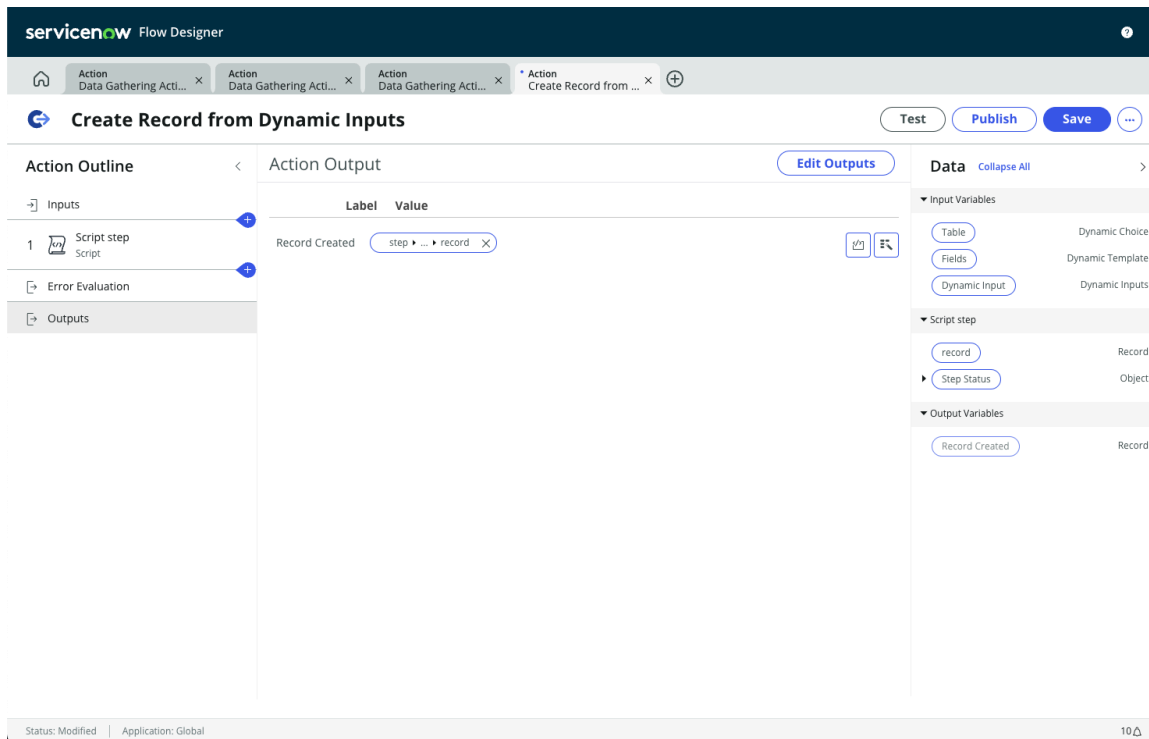 servicenow Flow Designer
Action
Data Gathering Acti...
Action
Data Gathering Acti...
Action
Data Gathering Acti...
Action
Create Record from ...
Create Record from Dynamic Inputs
Test
Publish
Save
Action Outline
Inputs
1
Script step
Script
Error Evaluation
Outputs
Action Output
Edit Outputs
Label Value
Record Created
step ▸ ... ▸ record
Data Collapse All
Input Variables
Table Dynamic Choice
Fields Dynamic Template
Dynamic Input Dynamic Inputs
Script step
record Record
Step Status Object
Output Variables
Record Created Record
Status: Modified
Application: Global
10